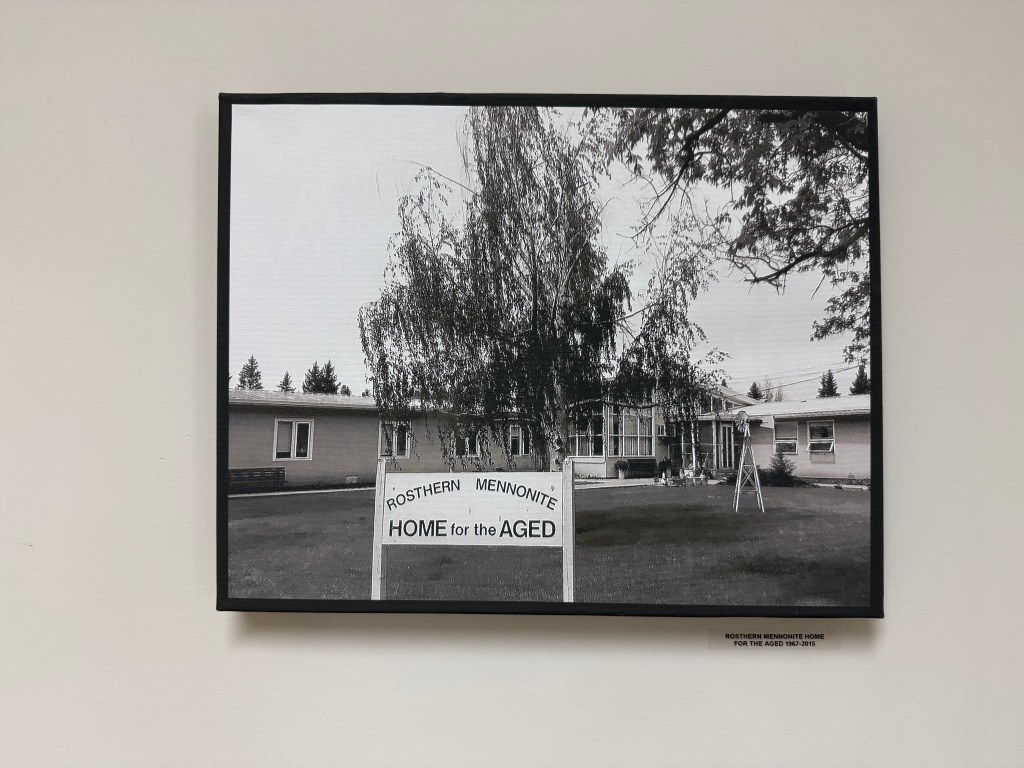 ROSTHERN MENNONITE
HOME for the AGED
ROSTHERN MENNONITE HOME
FOR THE AGED 1967-2015